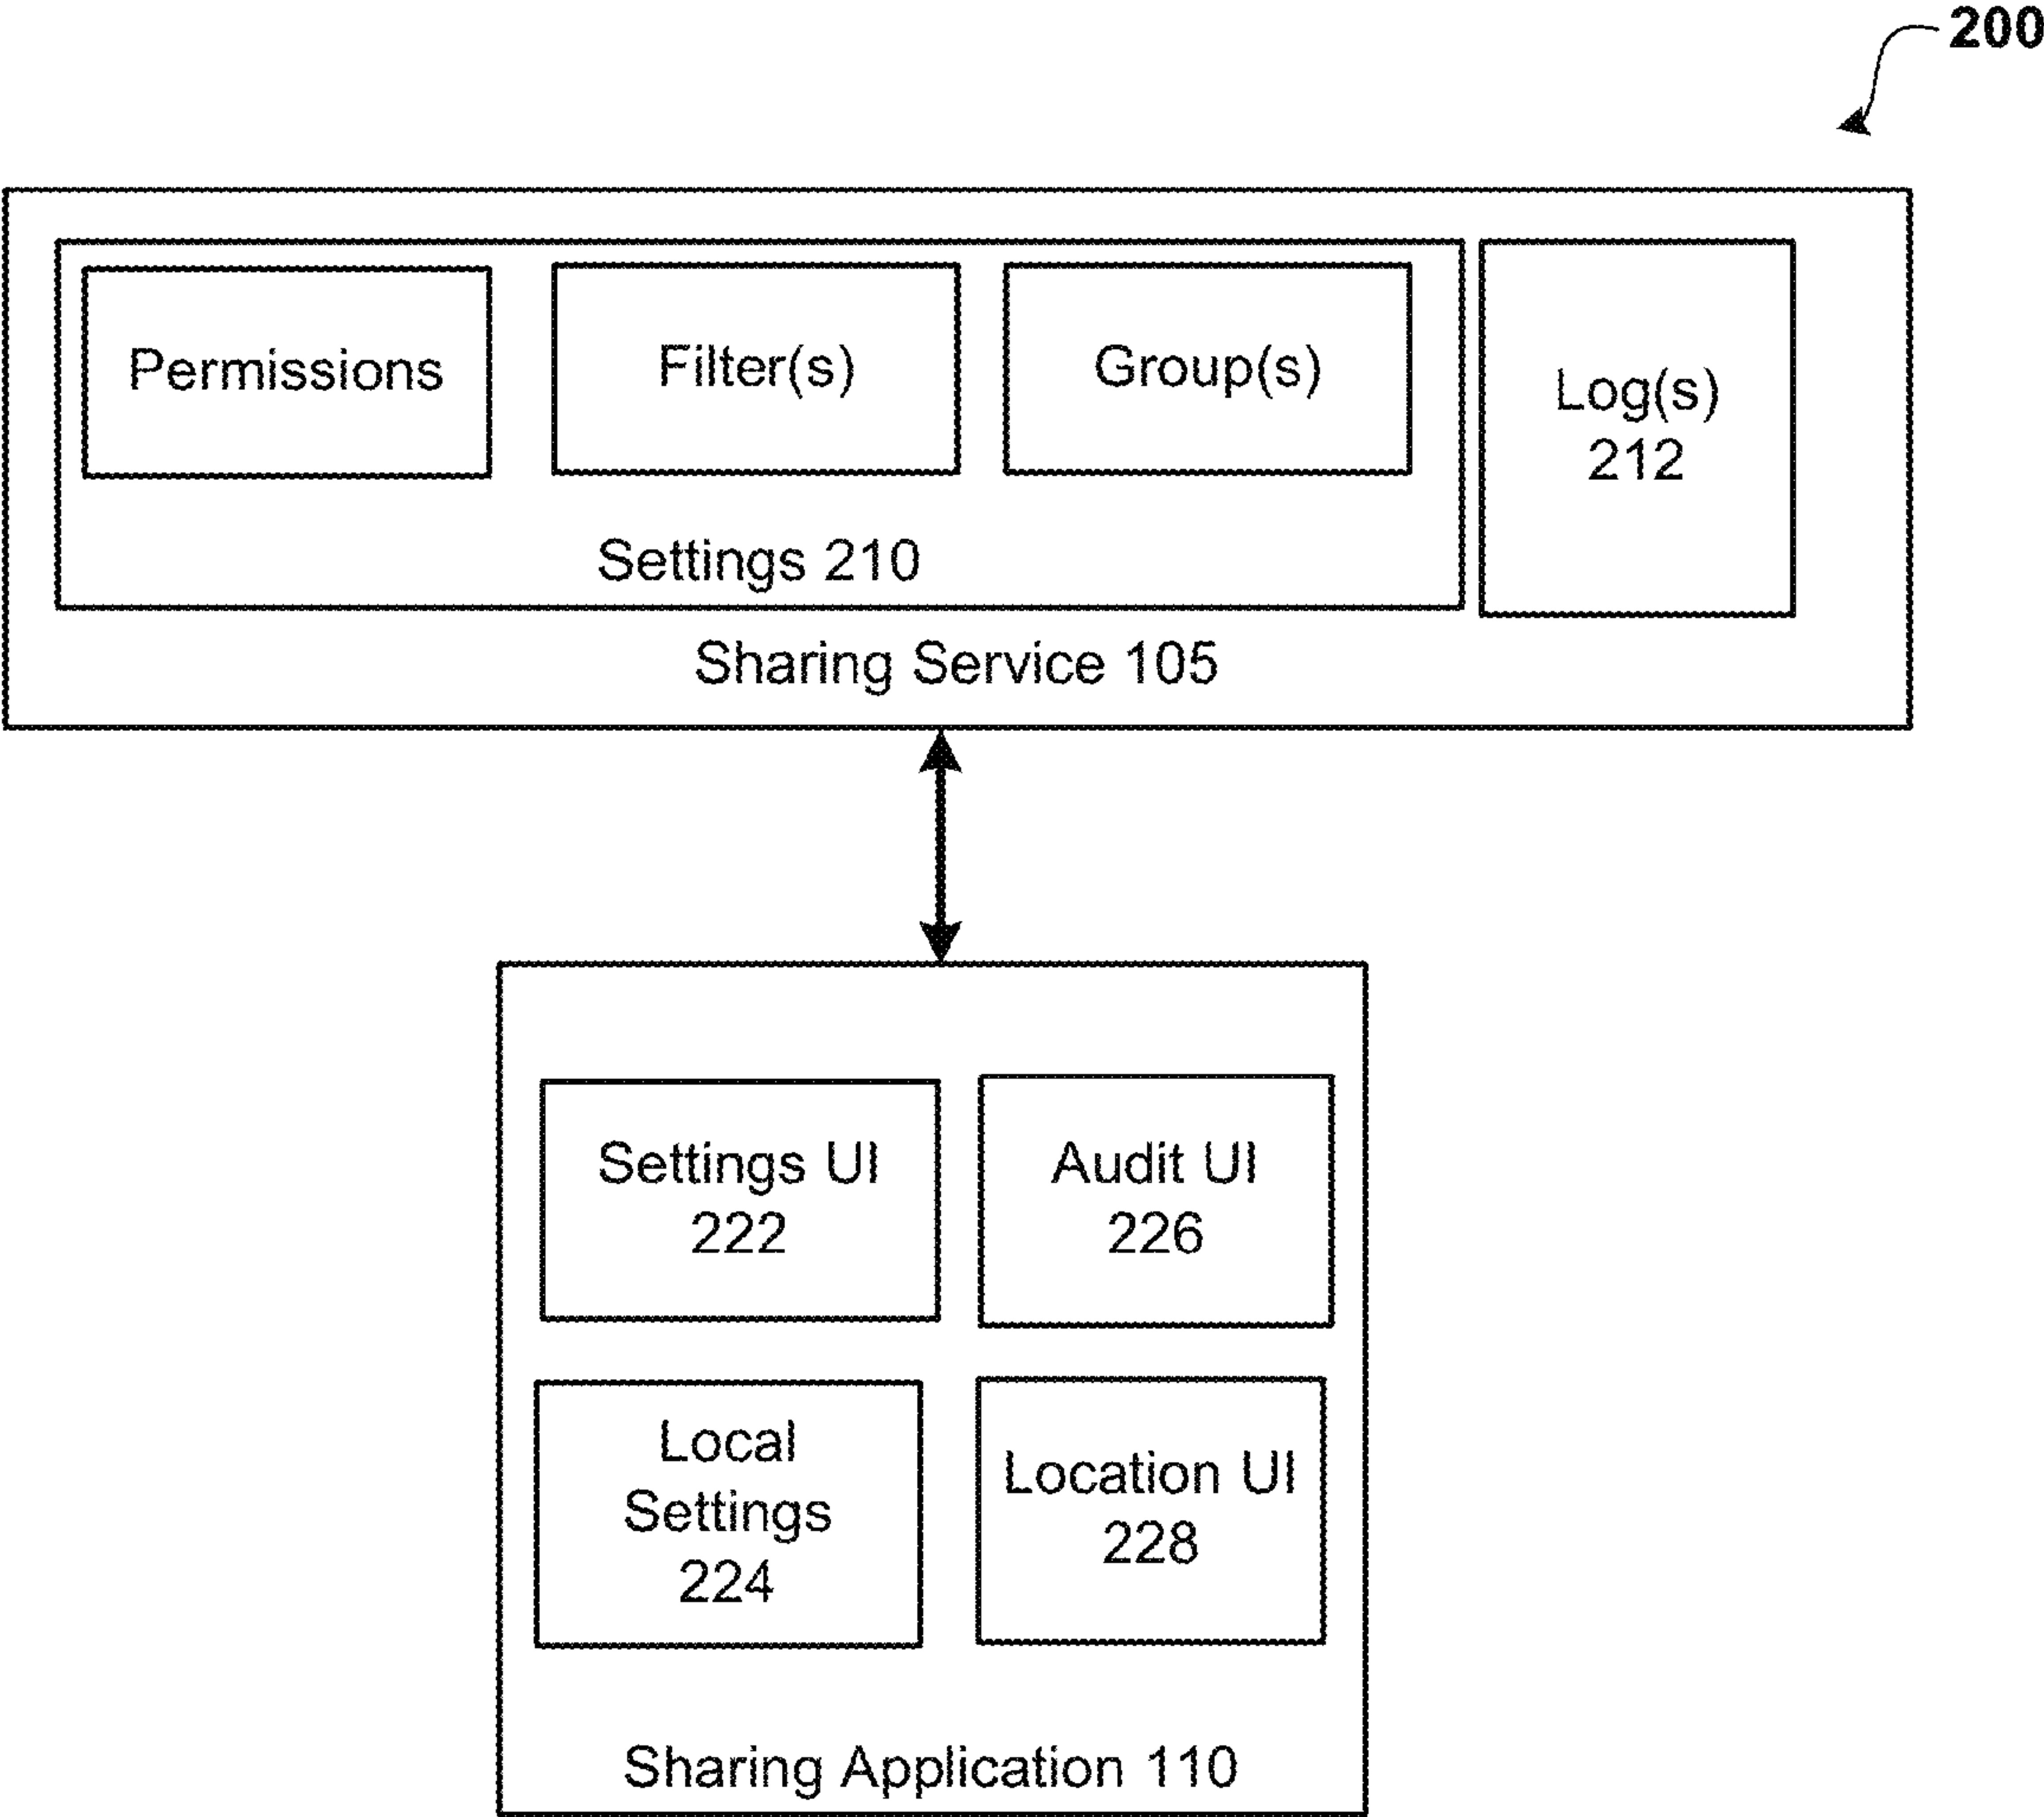 200
Permissions
Filter(s)
Group(s)
Log(s)
212
Settings 210
Sharing Service 105
Settings UI
222
Audit UI
226
Local
Settings
224
Location UI
228
Sharing Application 110